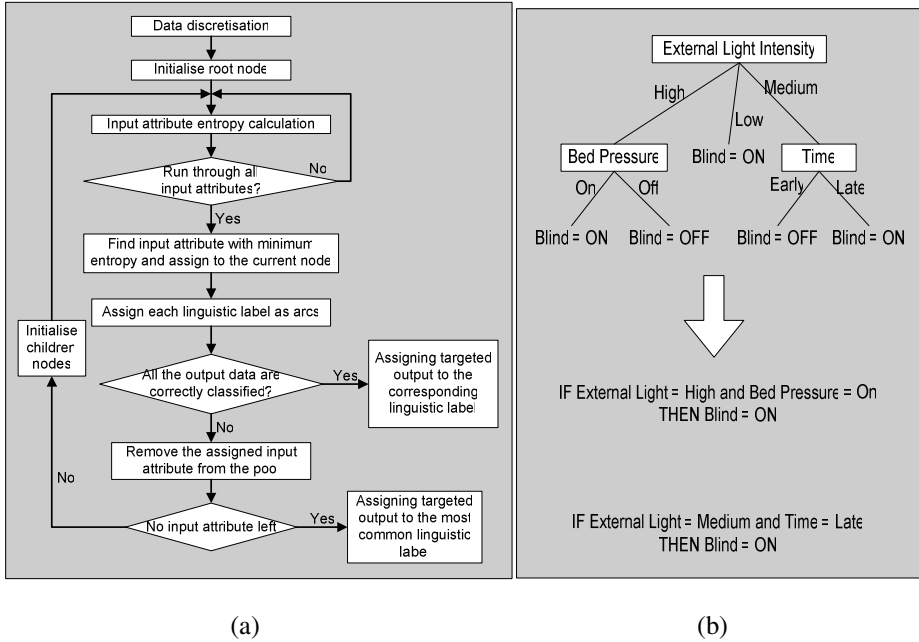 Data discretisation
Initialise root node
Input attribute entropy calculation
Run through all
input attributes?
No
Yes
Find input attribute with minimum
entropy and assign to the current node
Assign each linguistic label as arcs
Initialise
children
nodes
All the output data are
correctly classified?
Yes
Assigning targeted
output to the
corresponding
linguistic label
No
Remove the assigned input
attribute from the poo
No
No input attribute left
Yes
Assigning targeted
output to the most
common linguistic
labe
(a)
External Light Intensity
High
Low
Medium
Bed Pressure
Blind = ON
Time
On
Off
Early
Late
Blind = ON
Blind = OFF
Blind = OFF
Blind = ON
IF External Light = High and Bed Pressure = On
THEN Blind = ON
IF External Light = Medium and Time = Late
THEN Blind = ON
(b)